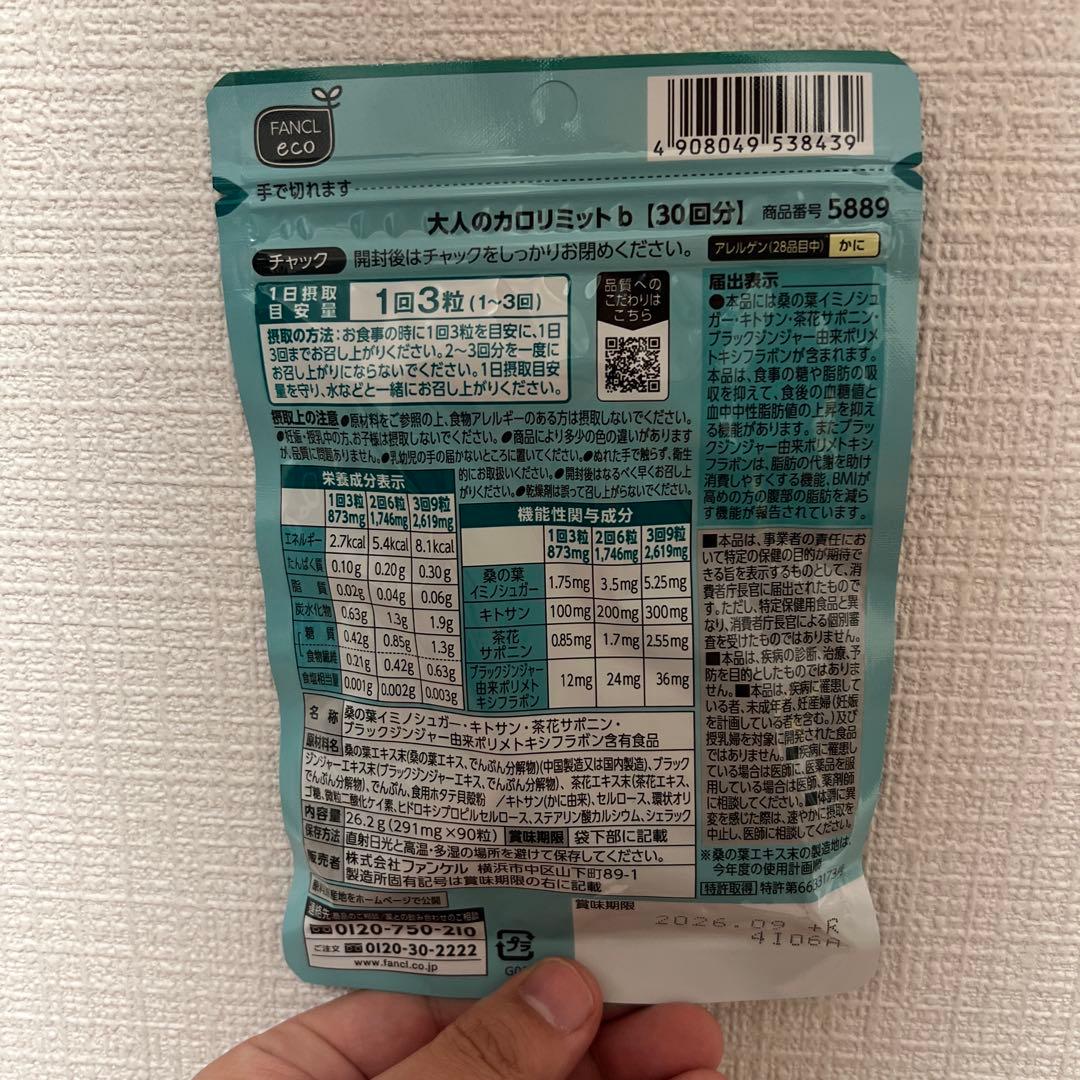 FANCL
eco
4 908049 538439
手で切れます
大人のカロリミット b 【30回分】 商品番号 5889
チャック 開封後はチャックをしっかりお閉めください。
アレルゲン(28品目中) かに
1日摂取
目安量
1回3粒(1~3回)
摂取の方法:お食事の時に1回3粒を目安に、1日
3回までお召し上がりください。2~3回分を一度に
お召し上がりにならないでください。1日摂取目安
量を守り、水などと一緒にお召し上がりください。
品質への
こだわりは
こちら
届出表示
●本品には桑の葉イミノシュ
ガー・キトサン・茶花サポニン・
ブラックジンジャー由来ポリメ
トキシフラボンが含まれます。
本品は、食事の糖や脂肪の吸
収を抑えて、食後の血糖値と
血中中性脂肪値の上昇を抑え
る機能があります。またブラッ
クジンジャー由来ポリメトキシ
フラボンは、脂肪の代謝を助け
消費しやすくする機能、BMIが
高めの方の腹部の脂肪を減ら
す機能が報告されています。
摂取上の注意 ●原材料をご参照の上、食物アレルギーのある方は摂取しないでください。
●妊娠・授乳中の方、お子様は摂取しないでください。●商品により多少の色の違いがあります
が、品質に問題ありません。●乳幼児の手の届かないところに置いてください。●ぬれた手で触らず、衛生
的にお取扱いください。●開封後はなるべく早くお召し上
がりください。●乾燥剤は誤って召し上がらないでください。
栄養成分表示
1回3粒 2回6粒 3回9粒
873mg 1,746mg 2,619mg
エネルギー 2.7kcal 5.4kcal 8.1kcal
たんぱく質 0.10g 0.20g 0.30g
脂質 0.02g 0.04g 0.06g
炭水化物 0.63g 1.3g 1.9g
糖質 0.42g 0.85g 1.3g
食物繊維 0.21g 0.42g 0.63g
食塩相当量 0.001g 0.002g 0.003g
機能性関与成分
1回3粒 2回6粒 3回9粒
873mg 1,746mg 2,619mg
桑の葉
イミノシュガー 1.75mg 3.5mg 5.25mg
キトサン 100mg 200mg 300mg
茶花
サポニン 0.85mg 1.7mg 2.55mg
ブラックジンジャー
由来ポリメト
キシフラボン 12mg 24mg 36mg
■本品は、事業者の責任にお
いて特定の保健の目的が期待で
きる旨を表示するものとして、消
費者庁長官に届出されたもので
す。ただし、特定保健用食品と異
なり、消費者庁長官による個別審
査を受けたものではありません。
■本品は、疾病の診断、治療、予
防を目的としたものではありま
せん。■本品は、疾病に罹患して
いる者、未成年者、妊産婦(妊娠
を計画している者を含む。)及び
授乳婦を対象に開発された食品
ではありません。■疾病に罹患し
ている場合は医師に、医薬品を服
用している場合は医師、薬剤師
に相談してください。■体調に異
変を感じた際は、速やかに摂取を
中止し、医師に相談してください。
※桑の葉エキス末の製造地は、
今年度の使用計画順
特許取得 特許第6633173号
名称 桑の葉イミノシュガー・キトサン・茶花サポニン・
ブラックジンジャー由来ポリメトキシフラボン含有食品
原材料名 桑の葉エキス末(桑の葉エキス、でんぷん分解物)(中国製造又は国内製造)、ブラック
ジンジャーエキス末(ブラックジンジャーエキス、でんぷん分解物)、茶花エキス末(茶花エキス、
でんぷん分解物)、でんぷん、食用ホタテ貝殻粉 /キトサン(かに由来)、セルロース、環状オリ
ゴ糖、微粒二酸化ケイ素、ヒドロキシプロピルセルロース、ステアリン酸カルシウム、シェラック
内容量 26.2g(291mg×90粒) 賞味期限 袋下部に記載
保存方法 直射日光と高温・多湿の場所を避けて保存してください。
販売者 株式会社ファンケル 横浜市中区山下町89-1
製造所固有記号は賞味期限の右に記載
原料原産地をホームページで公開
連絡先 商品のご相談/薬との飲み合わせのご相談
0120-750-210
ご注文 0120-30-2222
www.fancl.co.jp
プラ
賞味期限
2026.09 +R
4I06A